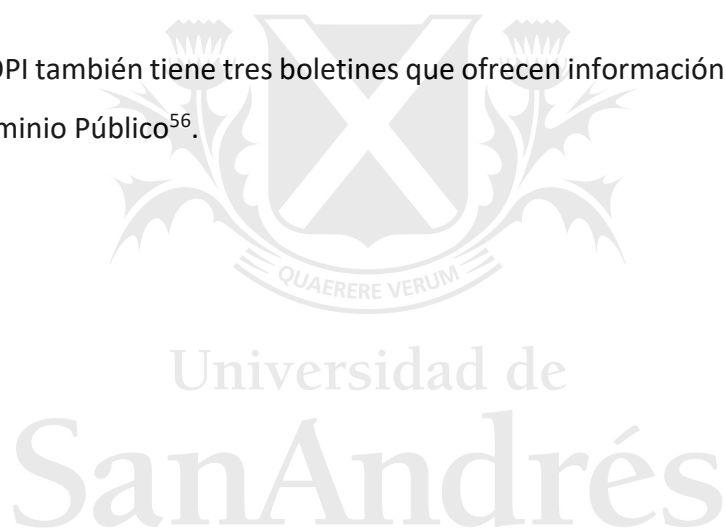 OPI también tiene tres boletines que ofrecen información
minio Público⁵⁶.
QUAERERE VERUM
Universidad de
SanAndrés